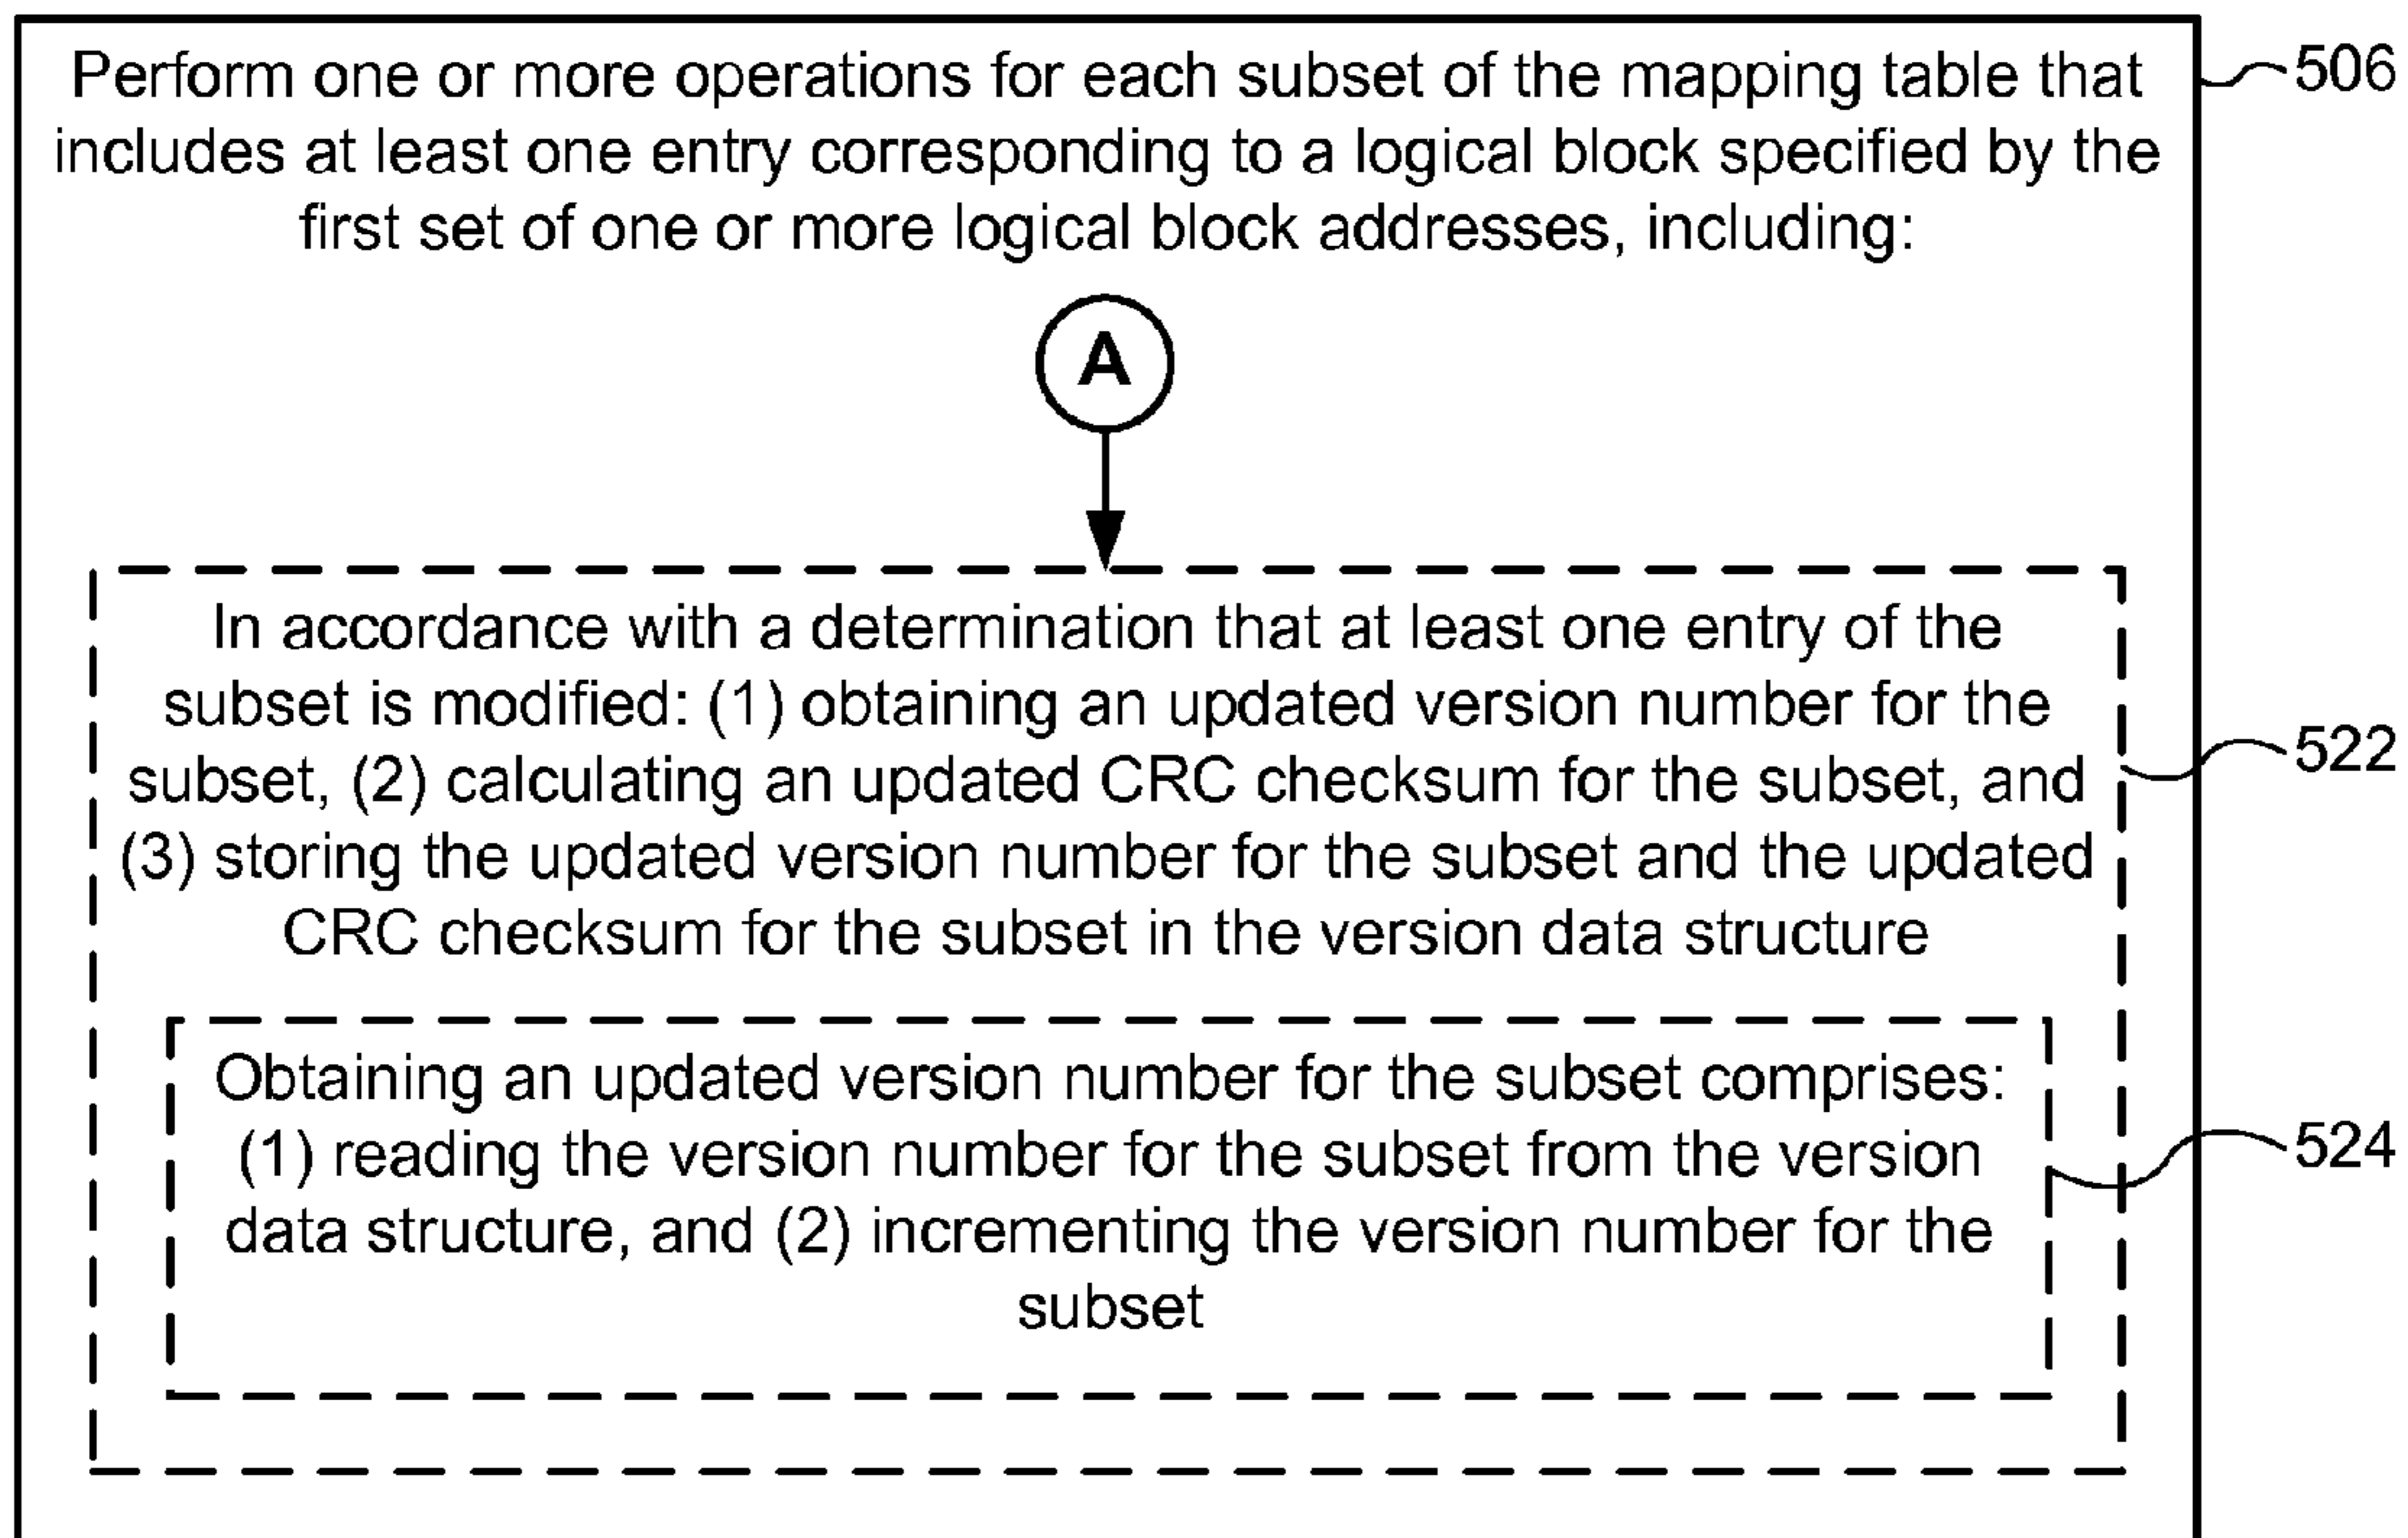 Perform one or more operations for each subset of the mapping table that
includes at least one entry corresponding to a logical block specified by the
first set of one or more logical block addresses, including:
506
A
In accordance with a determination that at least one entry of the
subset is modified: (1) obtaining an updated version number for the
subset, (2) calculating an updated CRC checksum for the subset, and
(3) storing the updated version number for the subset and the updated
CRC checksum for the subset in the version data structure
522
Obtaining an updated version number for the subset comprises:
(1) reading the version number for the subset from the version
data structure, and (2) incrementing the version number for the
subset
524